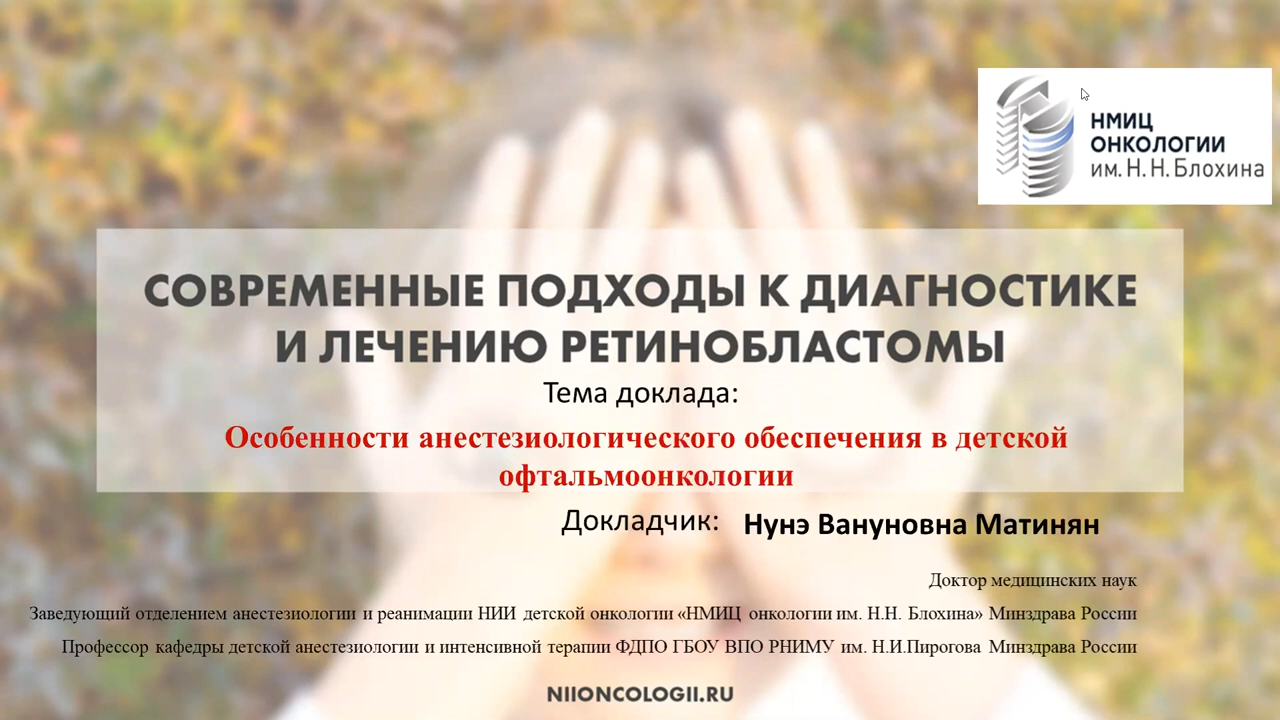 НМИЦ
ОНКОЛОГИИ
им. Н. Н. Блохина
СОВРЕМЕННЫЕ ПОДХОДЫ К ДИАГНОСТИКЕ
И ЛЕЧЕНИЮ РЕТИНОБЛАСТОМЫ
Тема доклада:
Особенности анестезиологического обеспечения в детской
офтальмоонкологии
Докладчик: Нунэ Вануновна Матинян
Доктор медицинских наук
Заведующий отделением анестезиологии и реанимации НИИ детской онкологии «НМИЦ онкологии им. Н.Н. Блохина» Минздрава России
Профессор кафедры детской анестезиологии и интенсивной терапии ФДПО ГБОУ ВПО РНИМУ им. Н.И.Пирогова Минздрава России
NIIONCOLOGII.RU